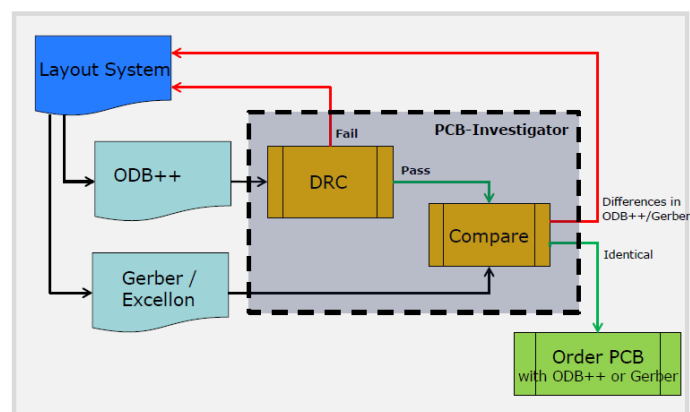 Layout System
PCB-Investigator
Fail
ODB++
DRC
Pass
Differences in
ODB++/Gerber
Compare
Identical
Gerber /
Excellon
Order PCB
with ODB++ or Gerber